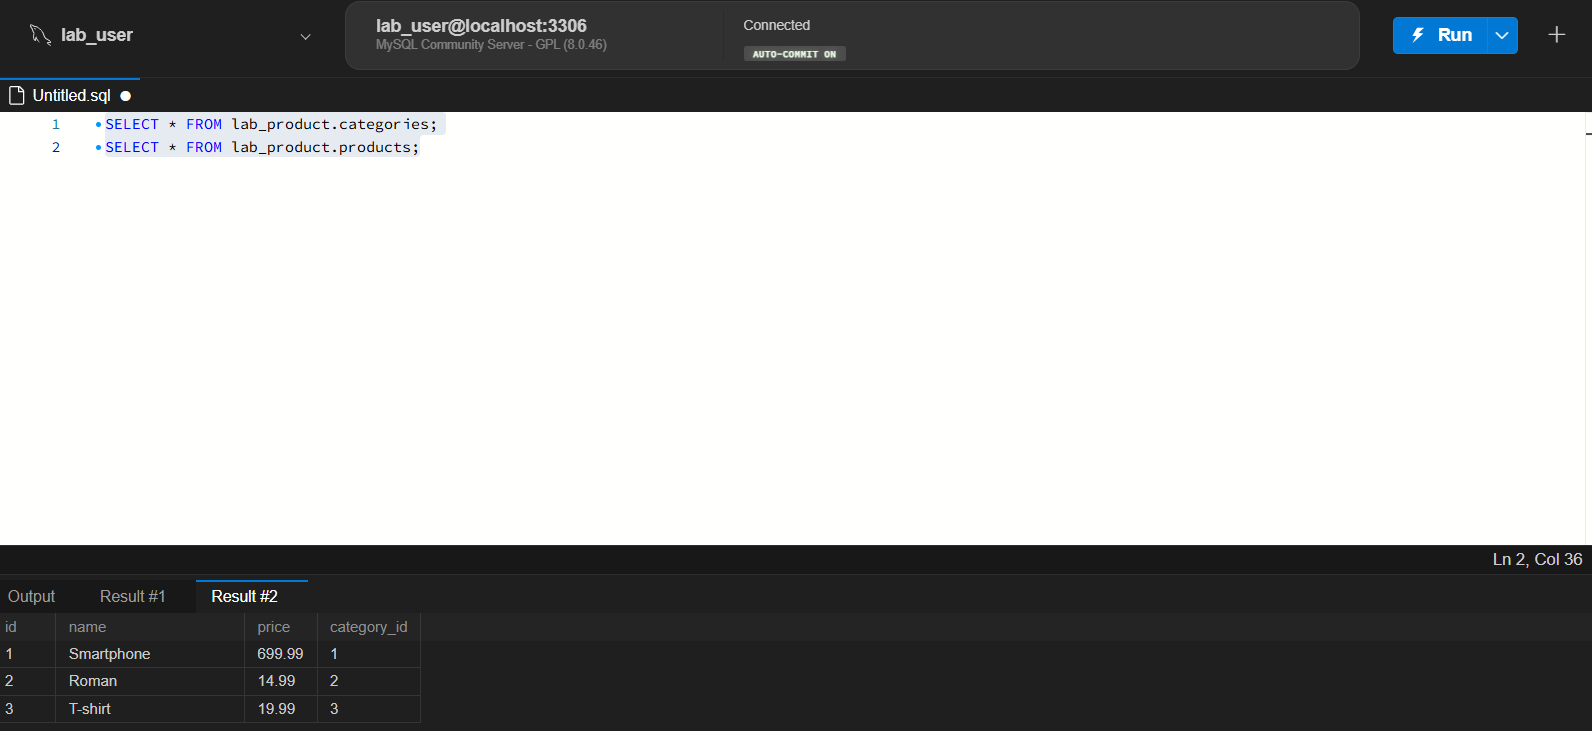 lab_user
lab_user@localhost:3306
MySQL Community Server - GPL (8.0.46)
Connected
AUTO-COMMIT ON
Run
Untitled.sql
1 SELECT * FROM lab_product.categories;
2 SELECT * FROM lab_product.products;
Ln 2, Col 36
Output Result #1 Result #2
id name price category_id
1 Smartphone 699.99 1
2 Roman 14.99 2
3 T-shirt 19.99 3